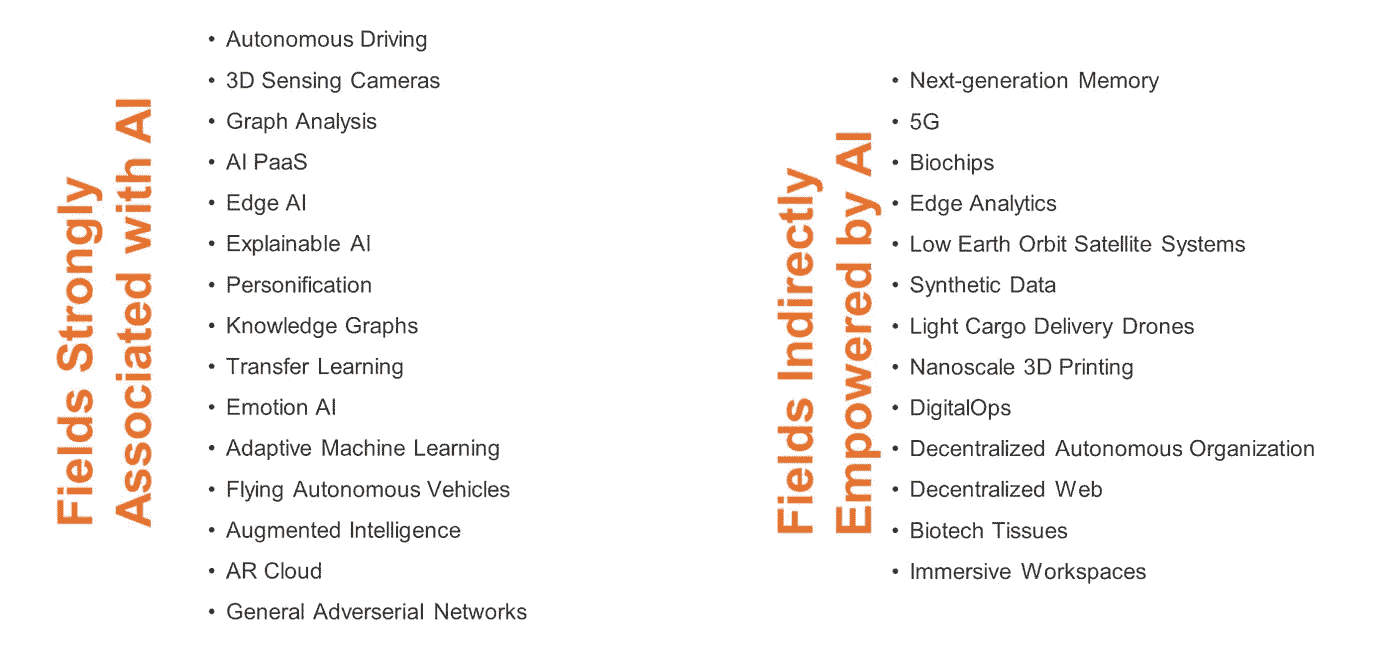 Fields Strongly
Associated with AI
• Autonomous Driving
• 3D Sensing Cameras
• Graph Analysis
• AI PaaS
• Edge AI
• Explainable AI
• Personification
• Knowledge Graphs
• Transfer Learning
• Emotion AI
• Adaptive Machine Learning
• Flying Autonomous Vehicles
• Augmented Intelligence
• AR Cloud
• General Adverserial Networks
Fields Indirectly
Empowered by AI
• Next-generation Memory
• 5G
• Biochips
• Edge Analytics
• Low Earth Orbit Satellite Systems
• Synthetic Data
• Light Cargo Delivery Drones
• Nanoscale 3D Printing
• DigitalOps
• Decentralized Autonomous Organization
• Decentralized Web
• Biotech Tissues
• Immersive Workspaces